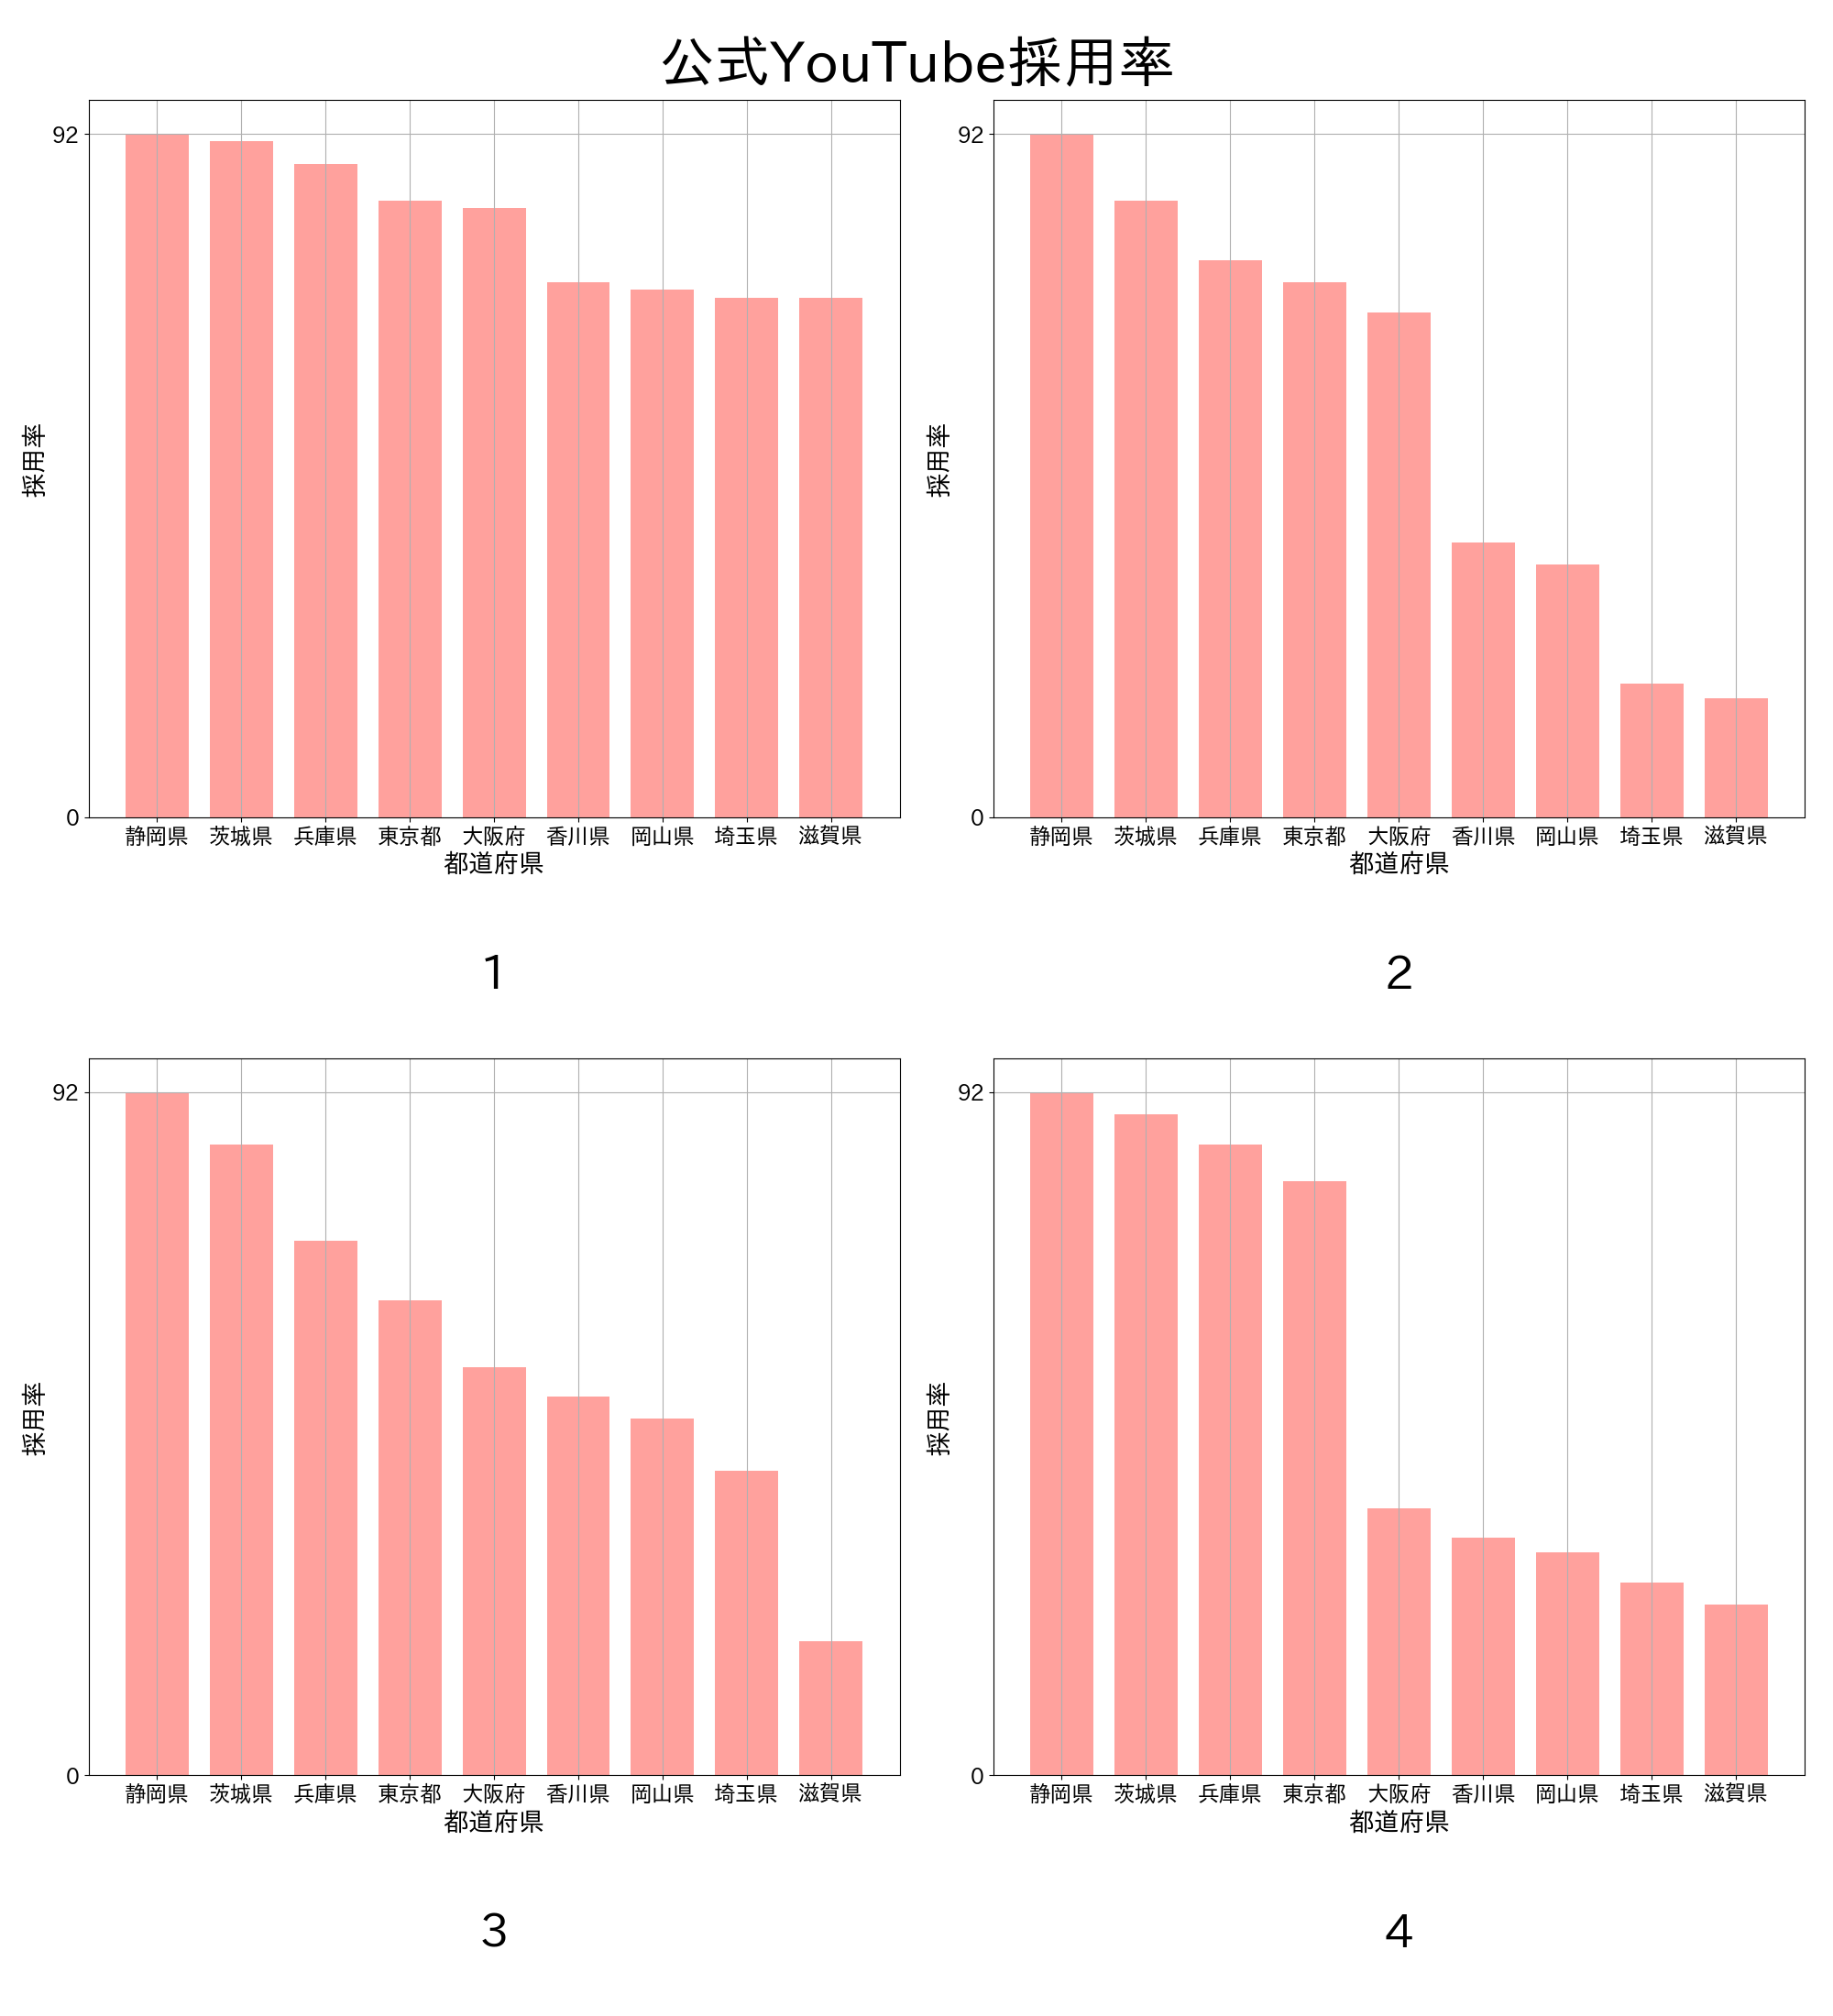 公式YouTube採用率
92
採用率
0
静岡県 茨城県 兵庫県 東京都 大阪府 香川県 岡山県 埼玉県 滋賀県
都道府県
1
92
採用率
0
静岡県 茨城県 兵庫県 東京都 大阪府 香川県 岡山県 埼玉県 滋賀県
都道府県
2
92
採用率
0
静岡県 茨城県 兵庫県 東京都 大阪府 香川県 岡山県 埼玉県 滋賀県
都道府県
3
92
採用率
0
静岡県 茨城県 兵庫県 東京都 大阪府 香川県 岡山県 埼玉県 滋賀県
都道府県
4